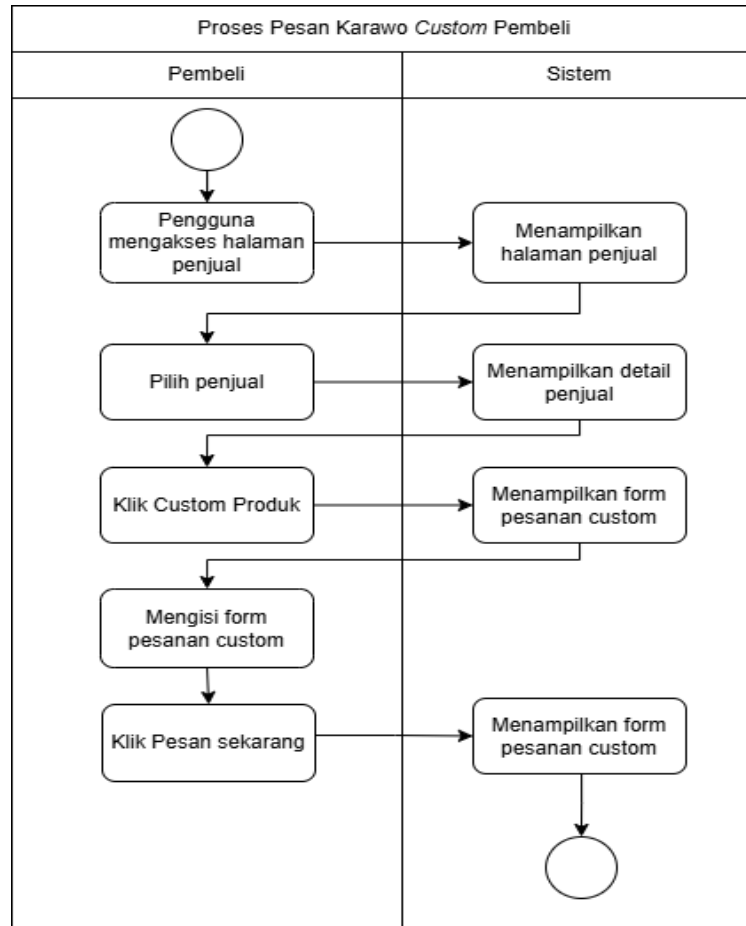 Proses Pesan Karawo Custom Pembeli
Pembeli
Sistem
Pengguna
mengakses halaman
penjual
Menampilkan
halaman penjual
Pilih penjual
Menampilkan detail
penjual
Klik Custom Produk
Menampilkan form
pesanan custom
Mengisi form
pesanan custom
Klik Pesan sekarang
Menampilkan form
pesanan custom